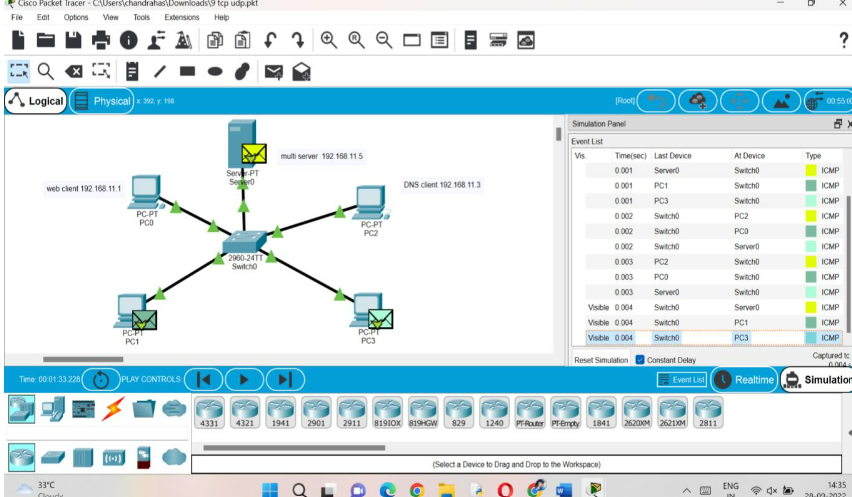 Cisco Packet Tracer - C:\Users\chandrahas\Downloads\9 tcp udp.pkt
File Edit Options View Tools Extensions Help
Logical Physical x: 392, y: 198 [Root] 00:55:00
Simulation Panel
Event List
Vis. Time(sec) Last Device At Device Type
0.001 Server0 Switch0 ICMP
0.001 PC1 Switch0 ICMP
0.001 PC3 Switch0 ICMP
0.002 Switch0 PC2 ICMP
0.002 Switch0 PC0 ICMP
0.002 Switch0 Server0 ICMP
0.003 PC2 Switch0 ICMP
0.003 PC0 Switch0 ICMP
0.003 Server0 Switch0 ICMP
Visible 0.004 Switch0 Server0 ICMP
Visible 0.004 Switch0 PC1 ICMP
Visible 0.004 Switch0 PC3 ICMP
Reset Simulation Constant Delay Captured to:
0.004 s
multi server 192.168.11.5
Server-PT
Server0
web client 192.168.11.1
DNS client 192.168.11.3
PC-PT
PC0
PC-PT
PC2
2960-24TT
Switch0
PC-PT
PC1
PC-PT
PC3
Time: 00:01:33.228 PLAY CONTROLS: Event List Realtime Simulation
4331 4321 1941 2901 2911 819IOX 819HGW 829 1240 PT-Router PT-Empty 1841 2620XM 2621XM 2811
(Select a Device to Drag and Drop to the Workspace)
33°C
Cloudy
ENG
IN
14:35
28-09-2022